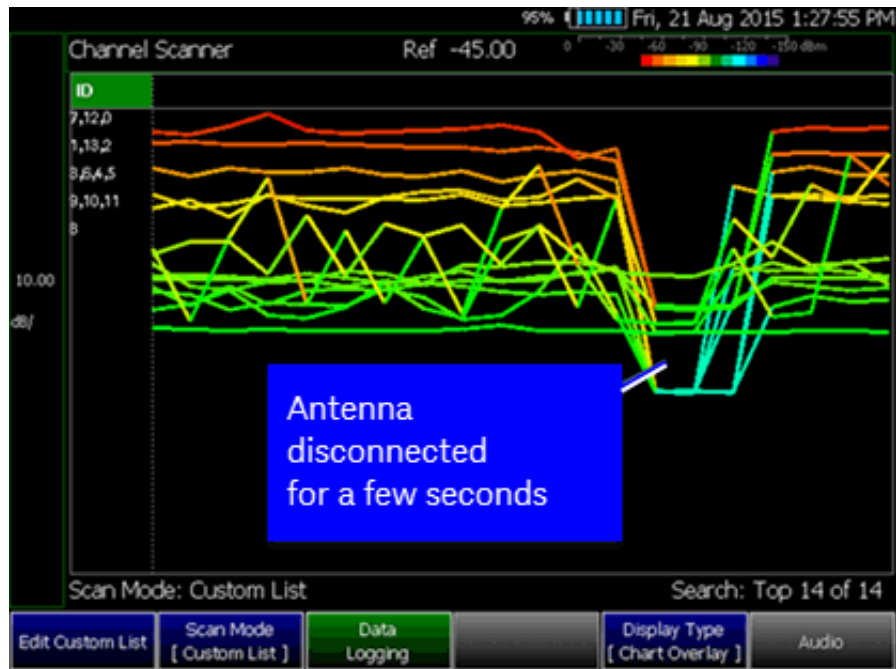 95% Fri, 21 Aug 2015 1:27:55 PM
Channel Scanner Ref -45.00 0 -30 -60 -90 -120 -150 dBm
ID
7,12,0
1,13,2
3,6,4,5
9,10,11
8
10.00
dB/
Antenna
disconnected
for a few seconds
Scan Mode: Custom List Search: Top 14 of 14
Edit Custom List
Scan Mode
[ Custom List ]
Data
Logging
Display Type
[ Chart Overlay ]
Audio